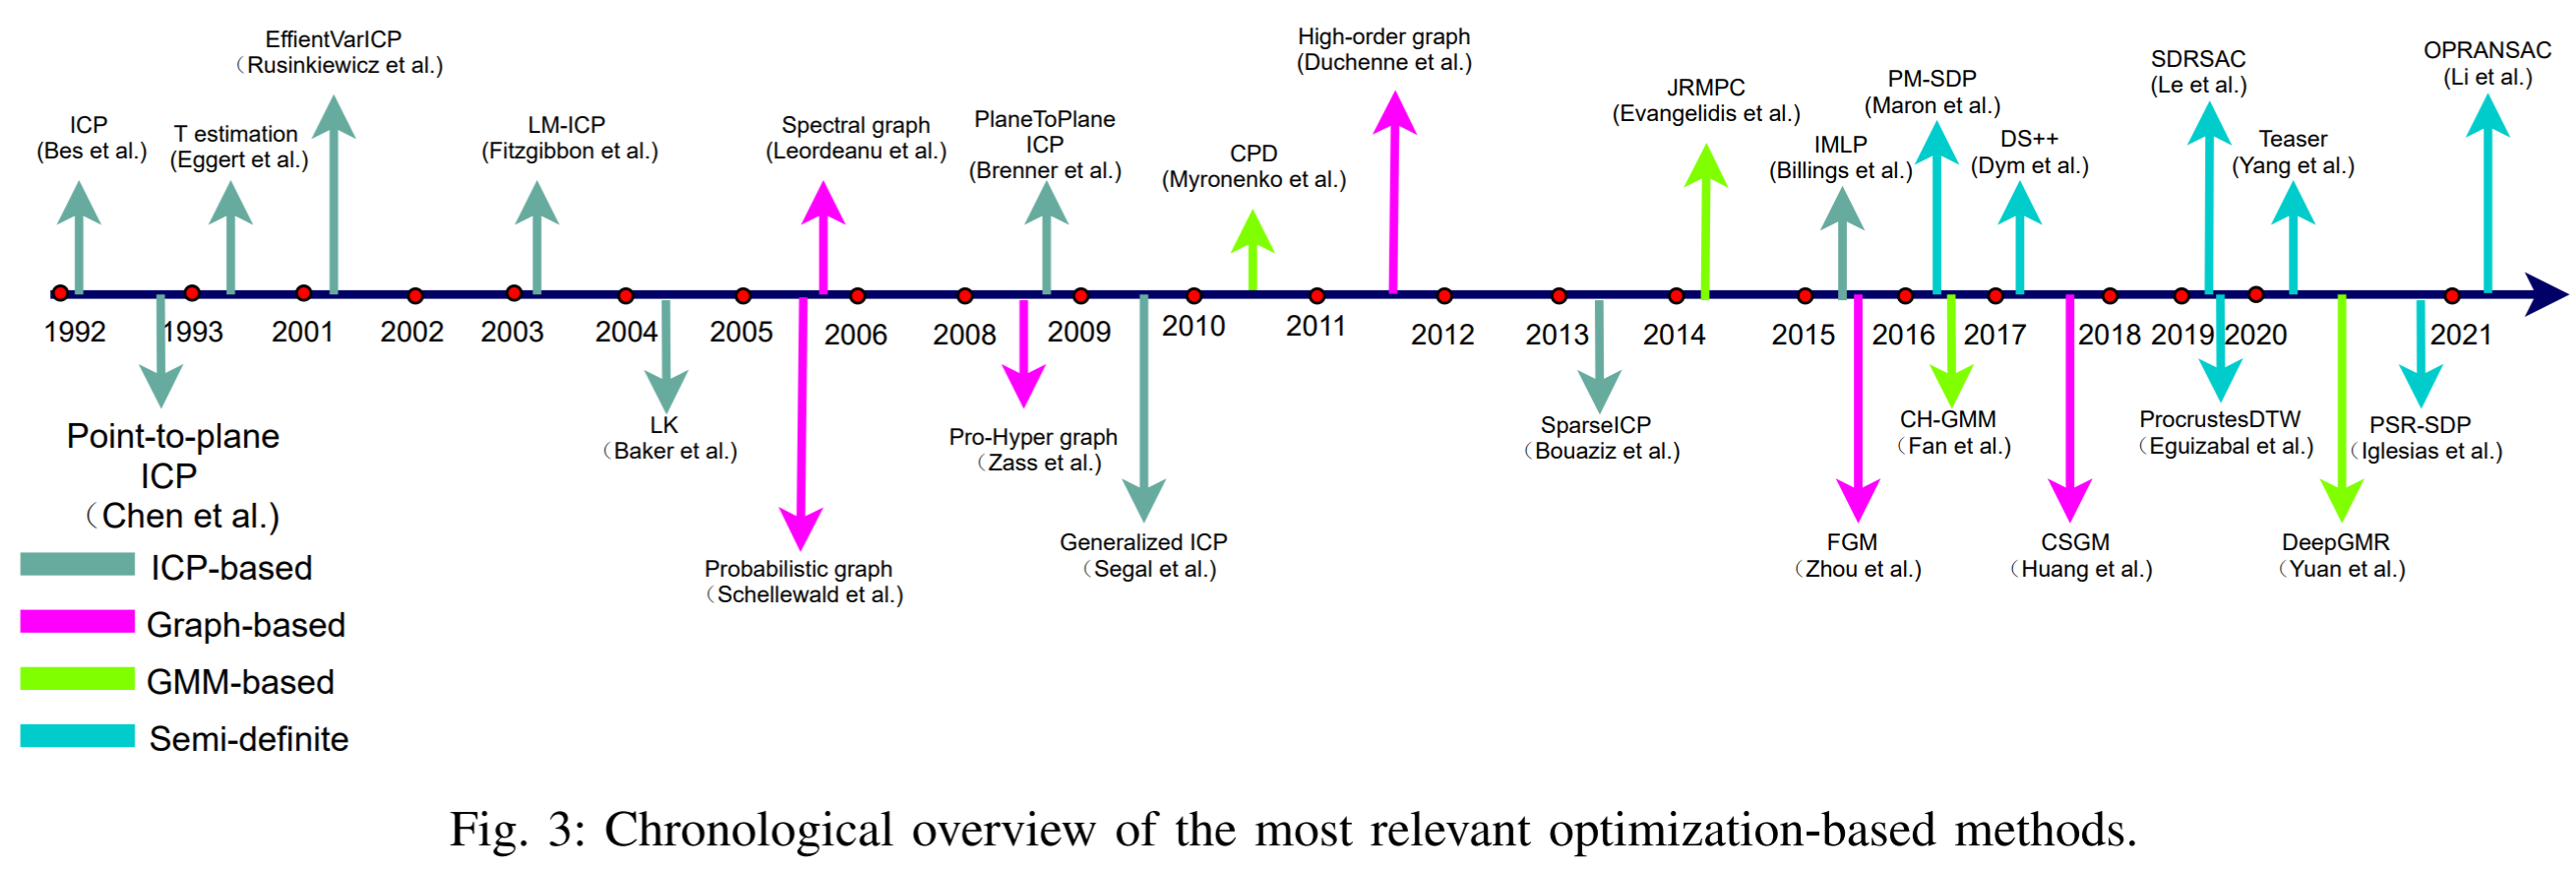 EffientVarICP
（Rusinkiewicz et al.)
High-order graph
(Duchenne et al.)
OPRANSAC
(Li et al.)
SDRSAC
(Le et al.)
PM-SDP
(Maron et al.)
JRMPC
(Evangelidis et al.)
ICP
(Bes et al.)
T estimation
(Eggert et al.)
LM-ICP
(Fitzgibbon et al.)
Spectral graph
(Leordeanu et al.)
PlaneToPlane
ICP
(Brenner et al.)
CPD
(Myronenko et al.)
IMLP
(Billings et al.)
DS++
(Dym et al.)
Teaser
(Yang et al.)
1992 1993 2001 2002 2003 2004 2005 2006 2008 2009 2010 2011 2012 2013 2014 2015 2016 2017 2018 2019 2020 2021
Point-to-plane
ICP
（Chen et al.)
LK
（Baker et al.)
Pro-Hyper graph
（Zass et al.)
SparseICP
（Bouaziz et al.)
CH-GMM
（Fan et al.)
ProcrustesDTW
（Eguizabal et al.)
PSR-SDP
（Iglesias et al.)
Probabilistic graph
（Schellewald et al.)
Generalized ICP
（Segal et al.)
FGM
（Zhou et al.)
CSGM
（Huang et al.)
DeepGMR
（Yuan et al.)
ICP-based
Graph-based
GMM-based
Semi-definite
Fig. 3: Chronological overview of the most relevant optimization-based methods.